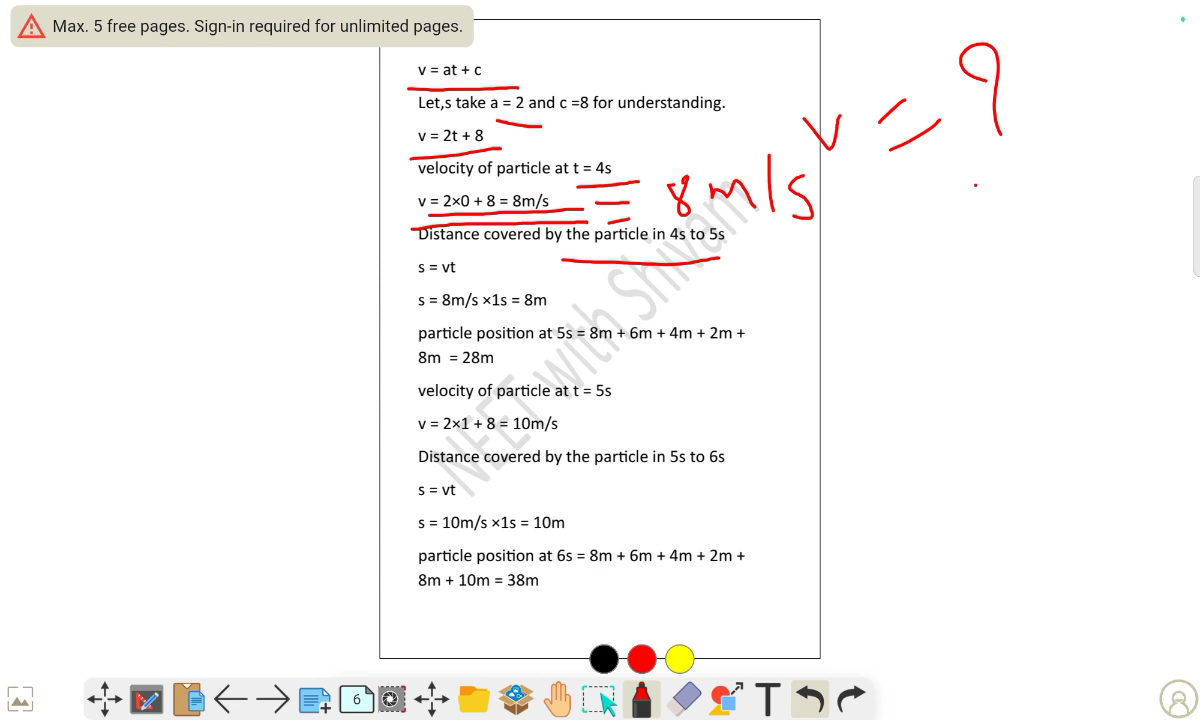 Max. 5 free pages. Sign-in required for unlimited pages.
v = at + c
Let,s take a = 2 and c =8 for understanding.
v = 2t + 8
velocity of particle at t = 4s
v = 2×0 + 8 = 8m/s
= 8m/s
v = ?
Distance covered by the particle in 4s to 5s
s = vt
s = 8m/s ×1s = 8m
particle position at 5s = 8m + 6m + 4m + 2m +
8m = 28m
velocity of particle at t = 5s
v = 2×1 + 8 = 10m/s
Distance covered by the particle in 5s to 6s
s = vt
s = 10m/s ×1s = 10m
particle position at 6s = 8m + 6m + 4m + 2m +
8m + 10m = 38m
NEET with Shivam
6
T